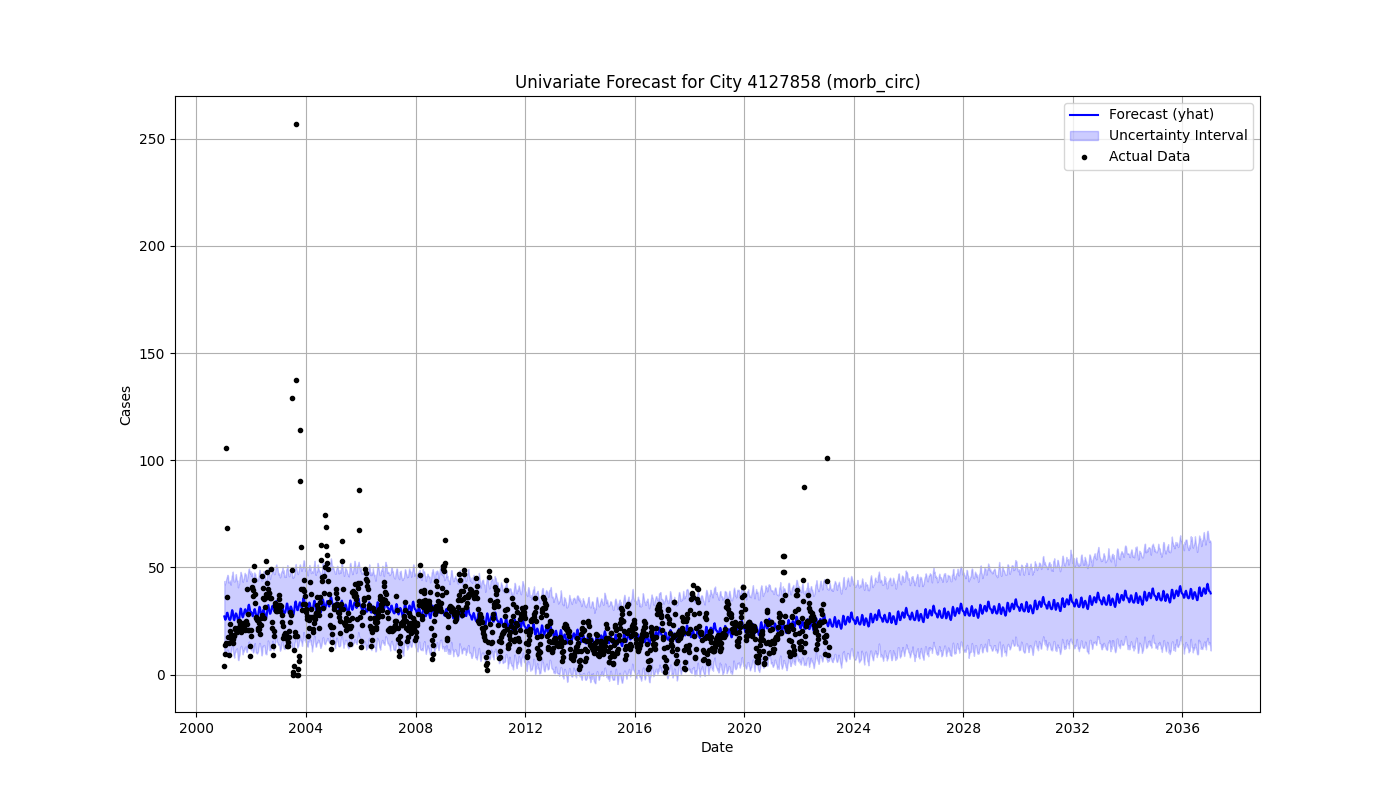 Univariate Forecast for City 4127858 (morb_circ)
Forecast (yhat)
Uncertainty Interval
Actual Data
250
200
150
100
50
0
Cases
2000 2004 2008 2012 2016 2020 2024 2028 2032 2036
Date